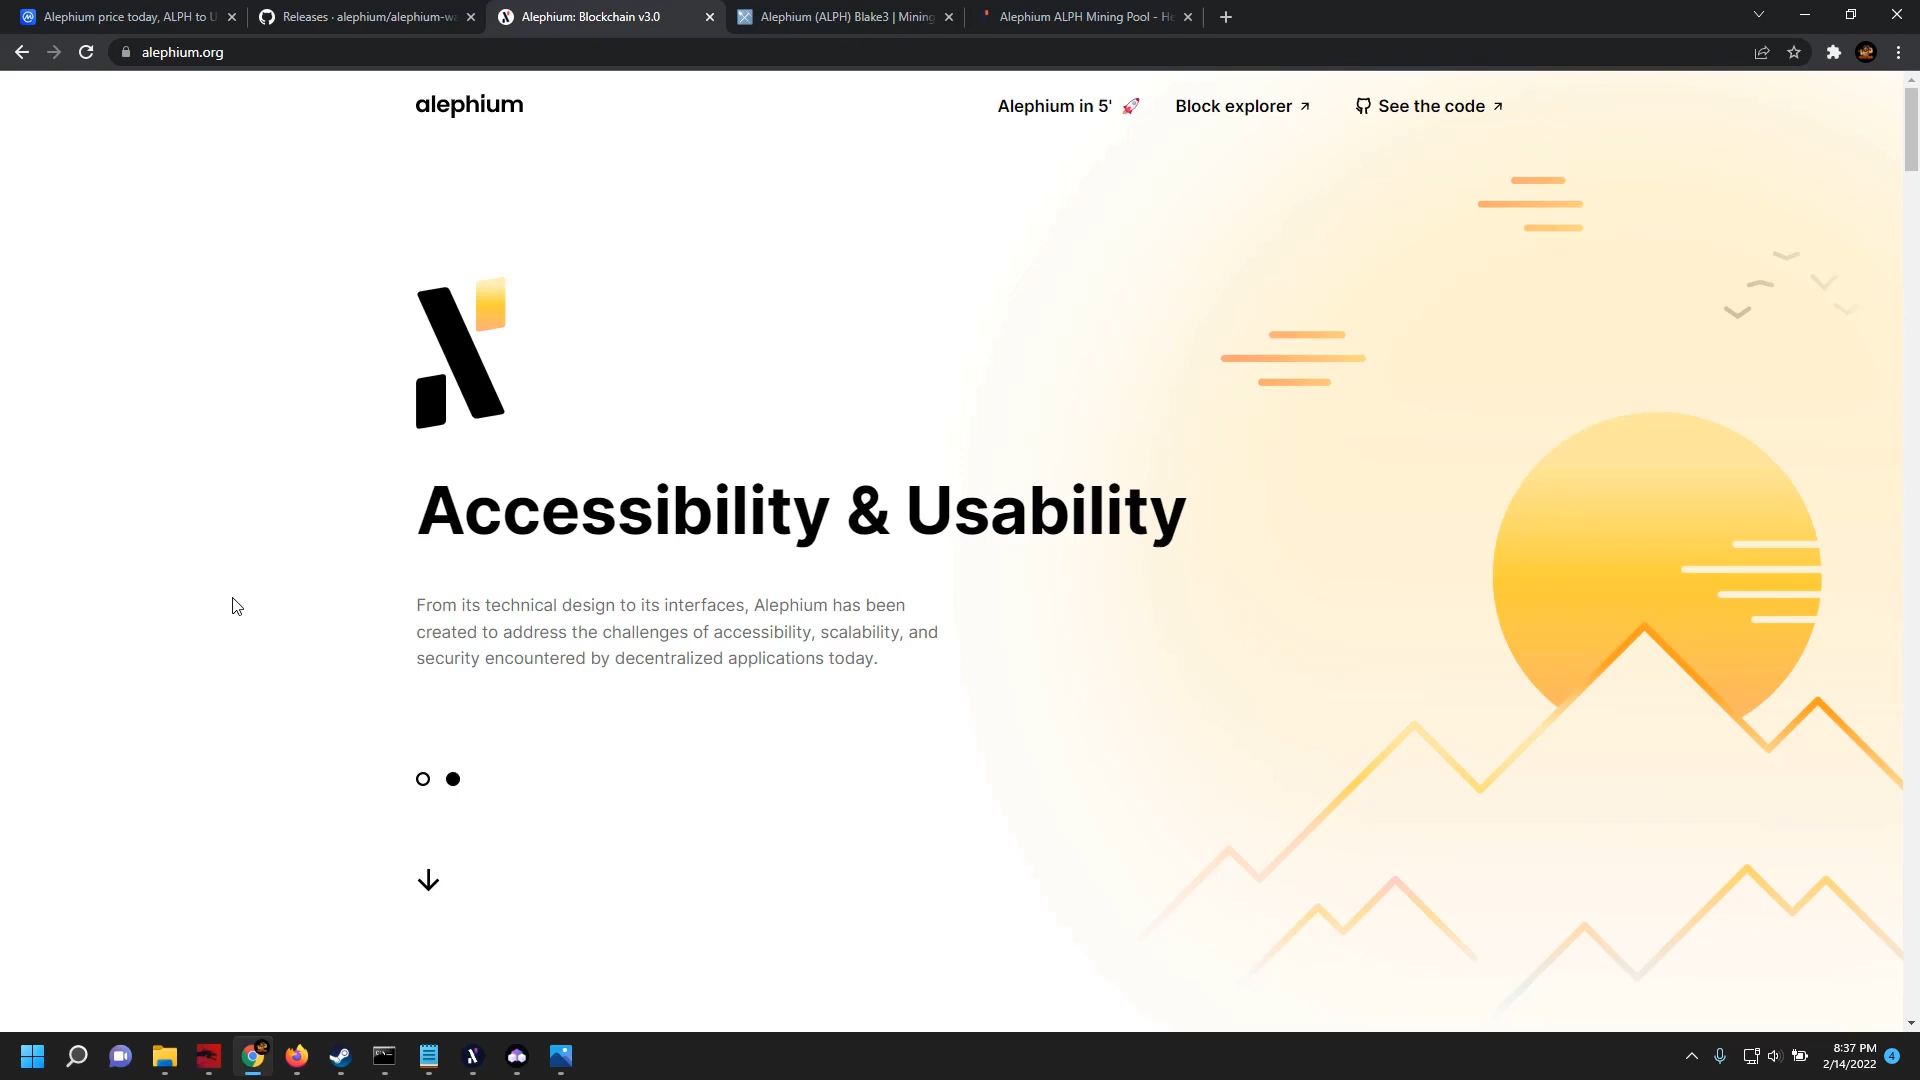 Alephium price today, ALPH to U
Releases · alephium/alephium-wa
Alephium: Blockchain v3.0
Alephium (ALPH) Blake3 | Mining
Alephium ALPH Mining Pool - He
alephium.org
alephium
Alephium in 5'
Block explorer
See the code
Accessibility & Usability
From its technical design to its interfaces, Alephium has been
created to address the challenges of accessibility, scalability, and
security encountered by decentralized applications today.
8:37 PM
2/14/2022
4